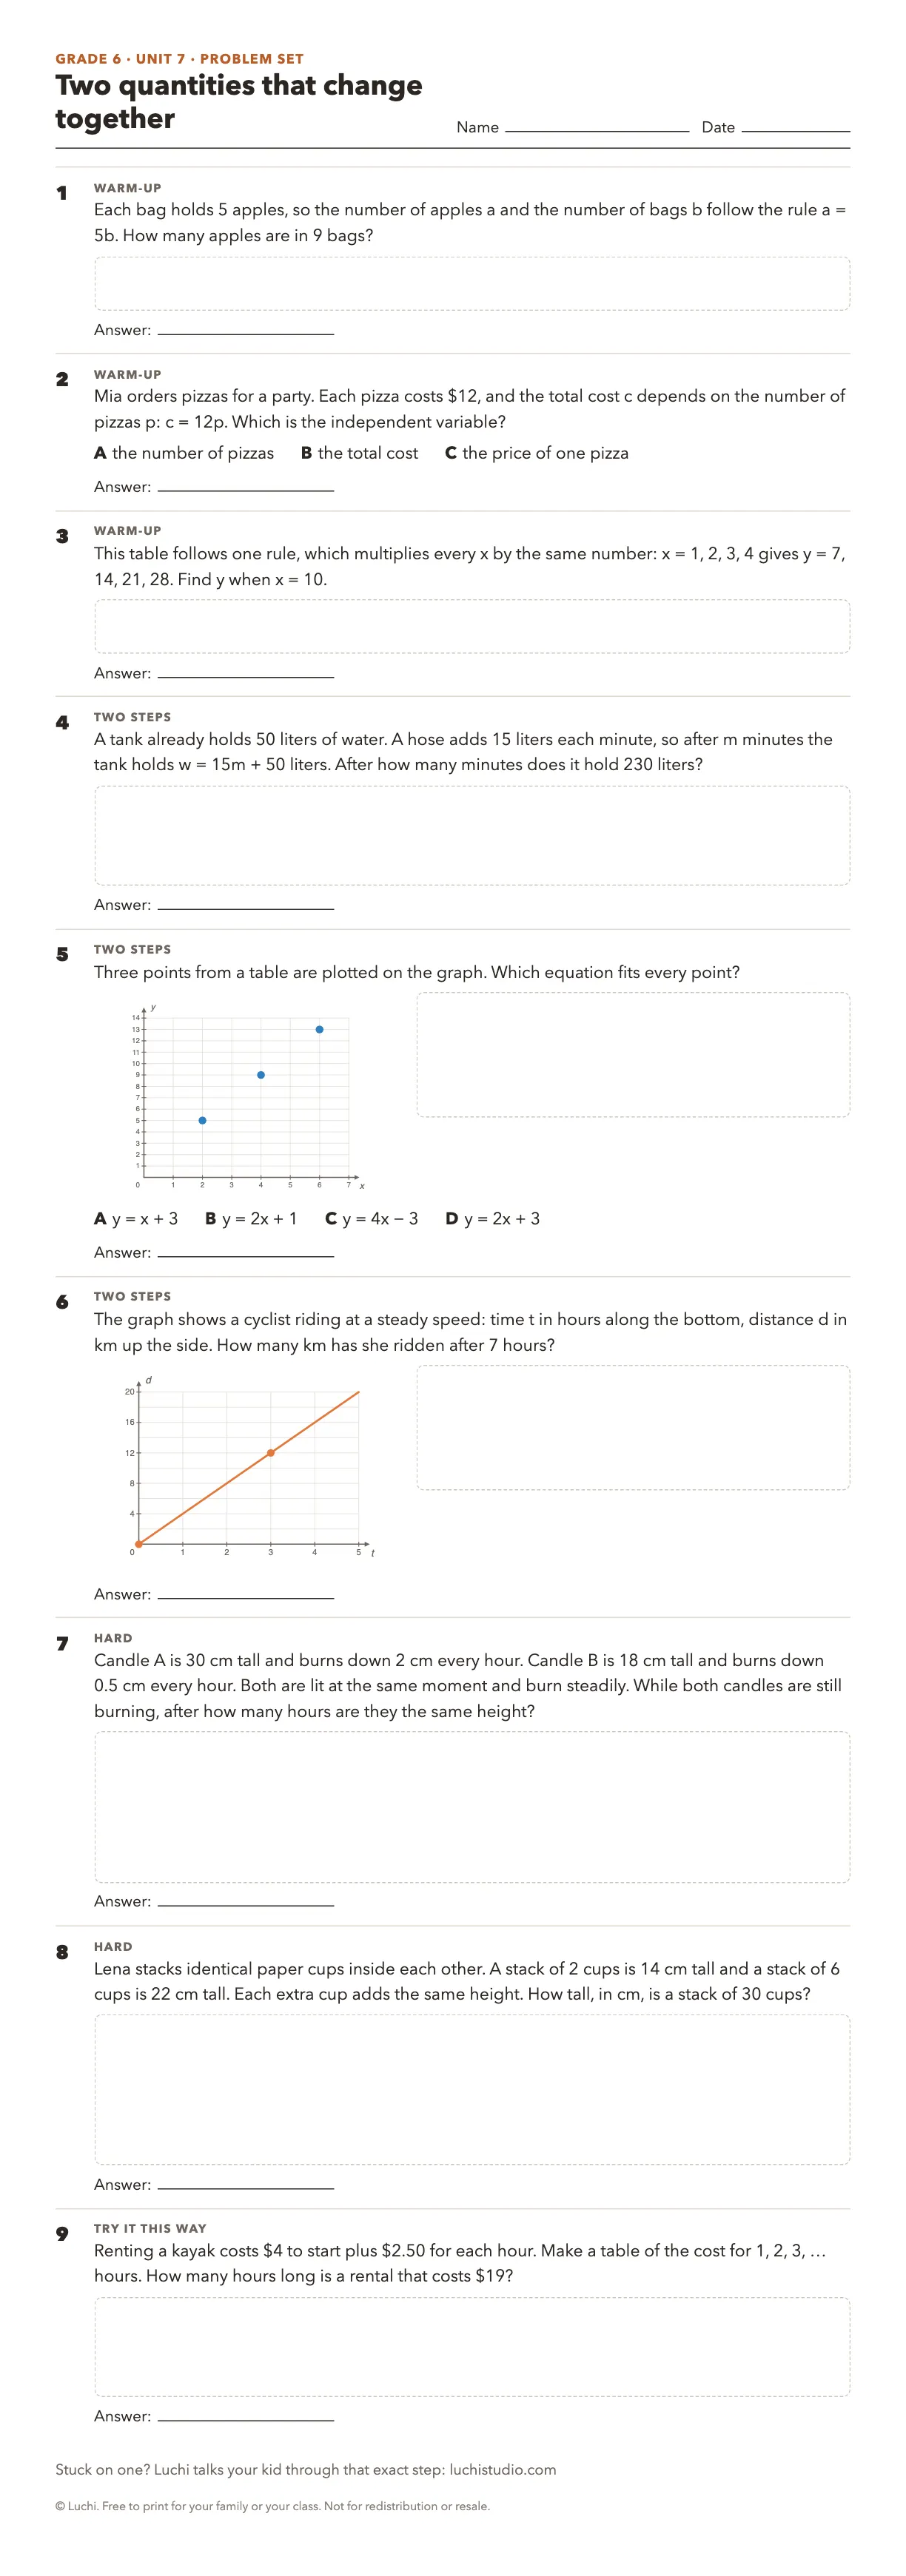 GRADE 6 · UNIT 7 · PROBLEM SET
Two quantities that change
together
Name
Date
1
WARM-UP
Each bag holds 5 apples, so the number of apples a and the number of bags b follow the rule a =
5b. How many apples are in 9 bags?
Answer:
2
WARM-UP
Mia orders pizzas for a party. Each pizza costs $12, and the total cost c depends on the number of
pizzas p: c = 12p. Which is the independent variable?
A the number of pizzas B the total cost C the price of one pizza
Answer:
3
WARM-UP
This table follows one rule, which multiplies every x by the same number: x = 1, 2, 3, 4 gives y = 7,
14, 21, 28. Find y when x = 10.
Answer:
4
TWO STEPS
A tank already holds 50 liters of water. A hose adds 15 liters each minute, so after m minutes the
tank holds w = 15m + 50 liters. After how many minutes does it hold 230 liters?
Answer:
5
TWO STEPS
Three points from a table are plotted on the graph. Which equation fits every point?
y
14
13
12
11
10
9
8
7
6
5
4
3
2
1
0 1 2 3 4 5 6 7 x
A y = x + 3 B y = 2x + 1 C y = 4x − 3 D y = 2x + 3
Answer:
6
TWO STEPS
The graph shows a cyclist riding at a steady speed: time t in hours along the bottom, distance d in
km up the side. How many km has she ridden after 7 hours?
d
20
16
12
8
4
0 1 2 3 4 5 t
Answer:
7
HARD
Candle A is 30 cm tall and burns down 2 cm every hour. Candle B is 18 cm tall and burns down
0.5 cm every hour. Both are lit at the same moment and burn steadily. While both candles are still
burning, after how many hours are they the same height?
Answer:
8
HARD
Lena stacks identical paper cups inside each other. A stack of 2 cups is 14 cm tall and a stack of 6
cups is 22 cm tall. Each extra cup adds the same height. How tall, in cm, is a stack of 30 cups?
Answer:
9
TRY IT THIS WAY
Renting a kayak costs $4 to start plus $2.50 for each hour. Make a table of the cost for 1, 2, 3, …
hours. How many hours long is a rental that costs $19?
Answer:
Stuck on one? Luchi talks your kid through that exact step: luchistudio.com
© Luchi. Free to print for your family or your class. Not for redistribution or resale.